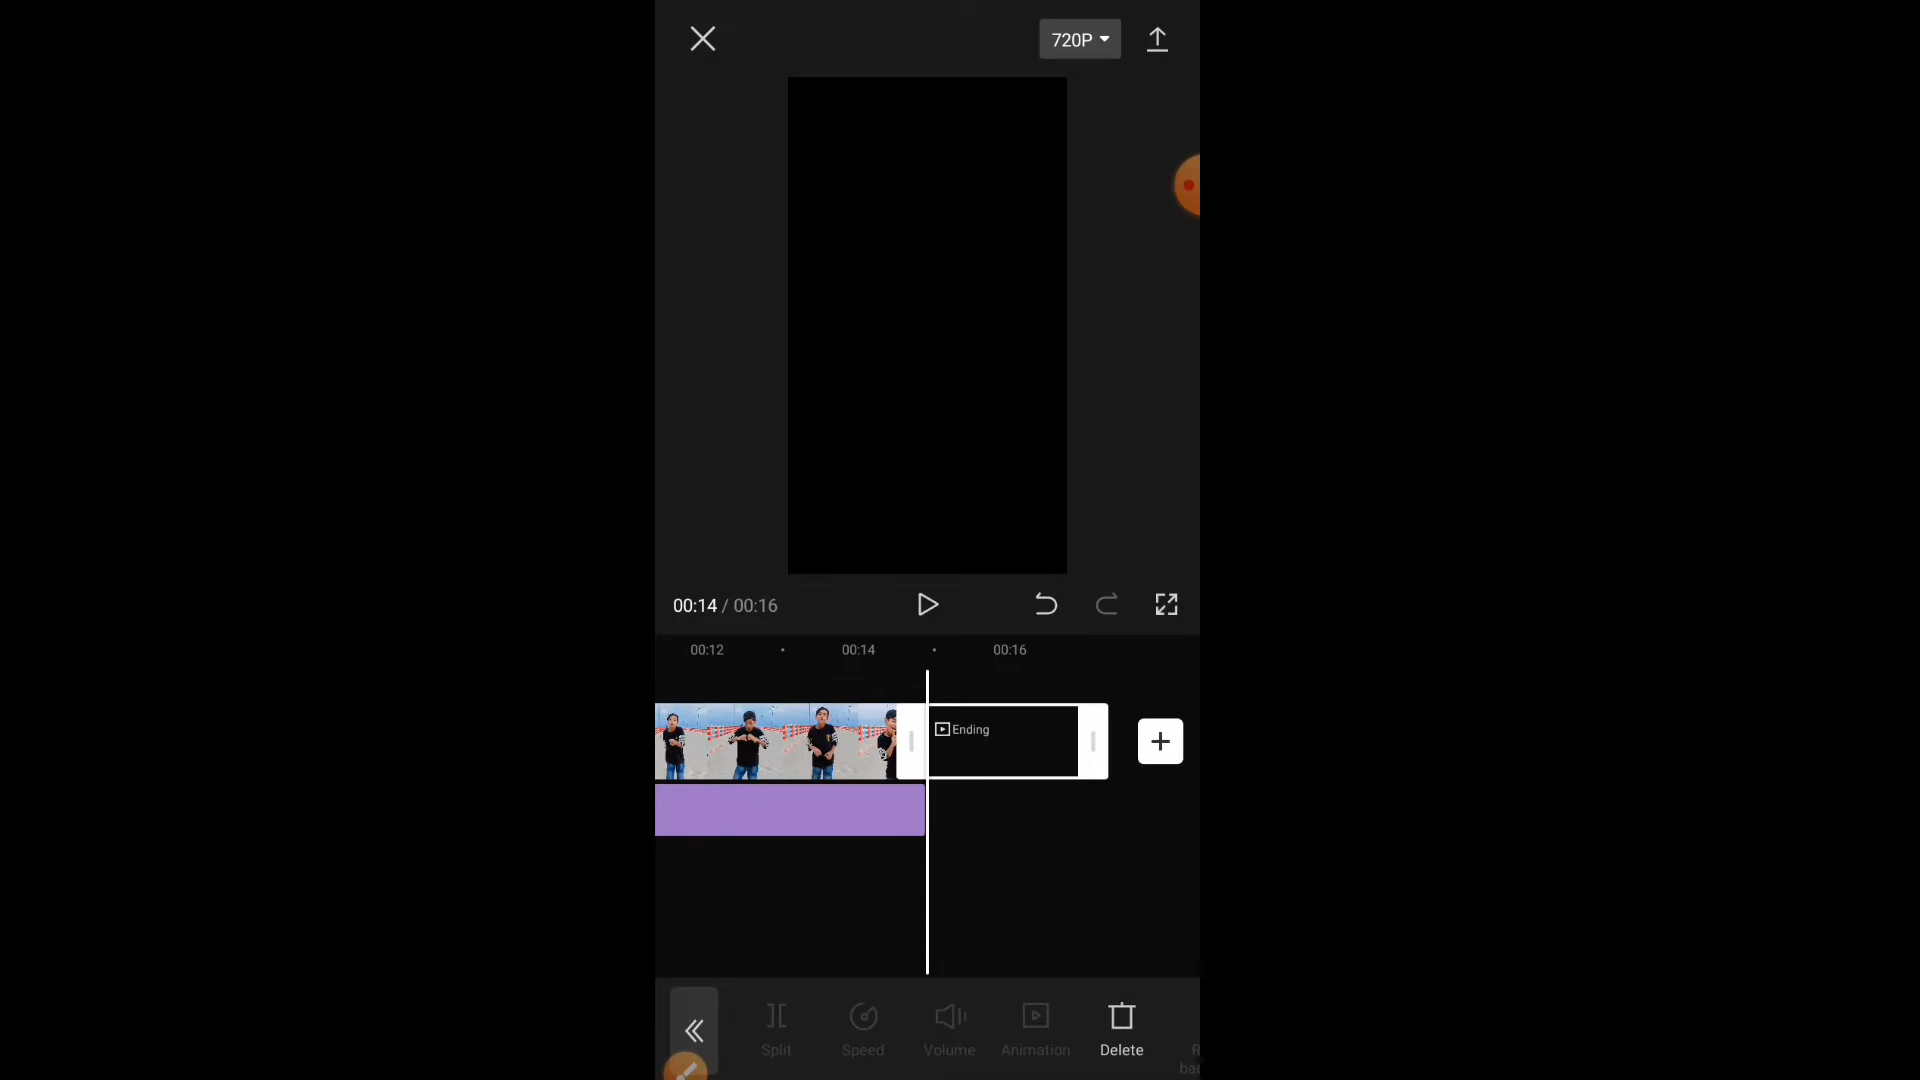 720P
00:14 / 00:16
00:12 00:14 00:16
Ending
Split Speed Volume Animation Delete